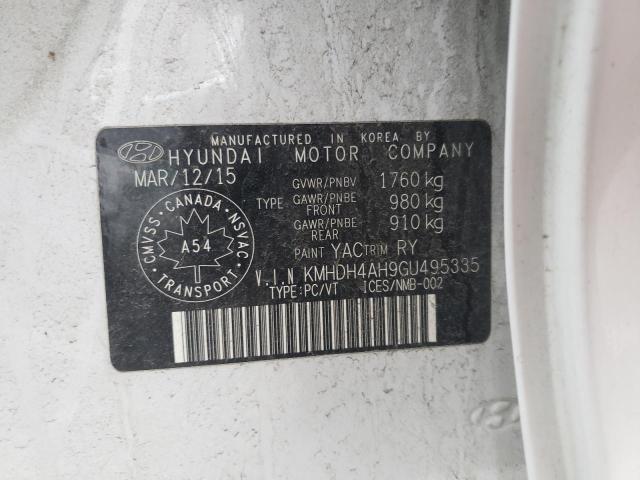 MANUFACTURED IN KOREA BY
HYUNDAI MOTOR COMPANY
MAR/12/15
GVWR/PNBV 1760 kg
TYPE GAWR/PNBE FRONT 980 kg
GAWR/PNBE REAR 910 kg
PAINT YAC TRIM RY
V.I.N KMHDH4AH9GU495335
TYPE:PC/VT ICES/NMB-002
CMVSS - CANADA - NSVAC
A54
TRANSPORT